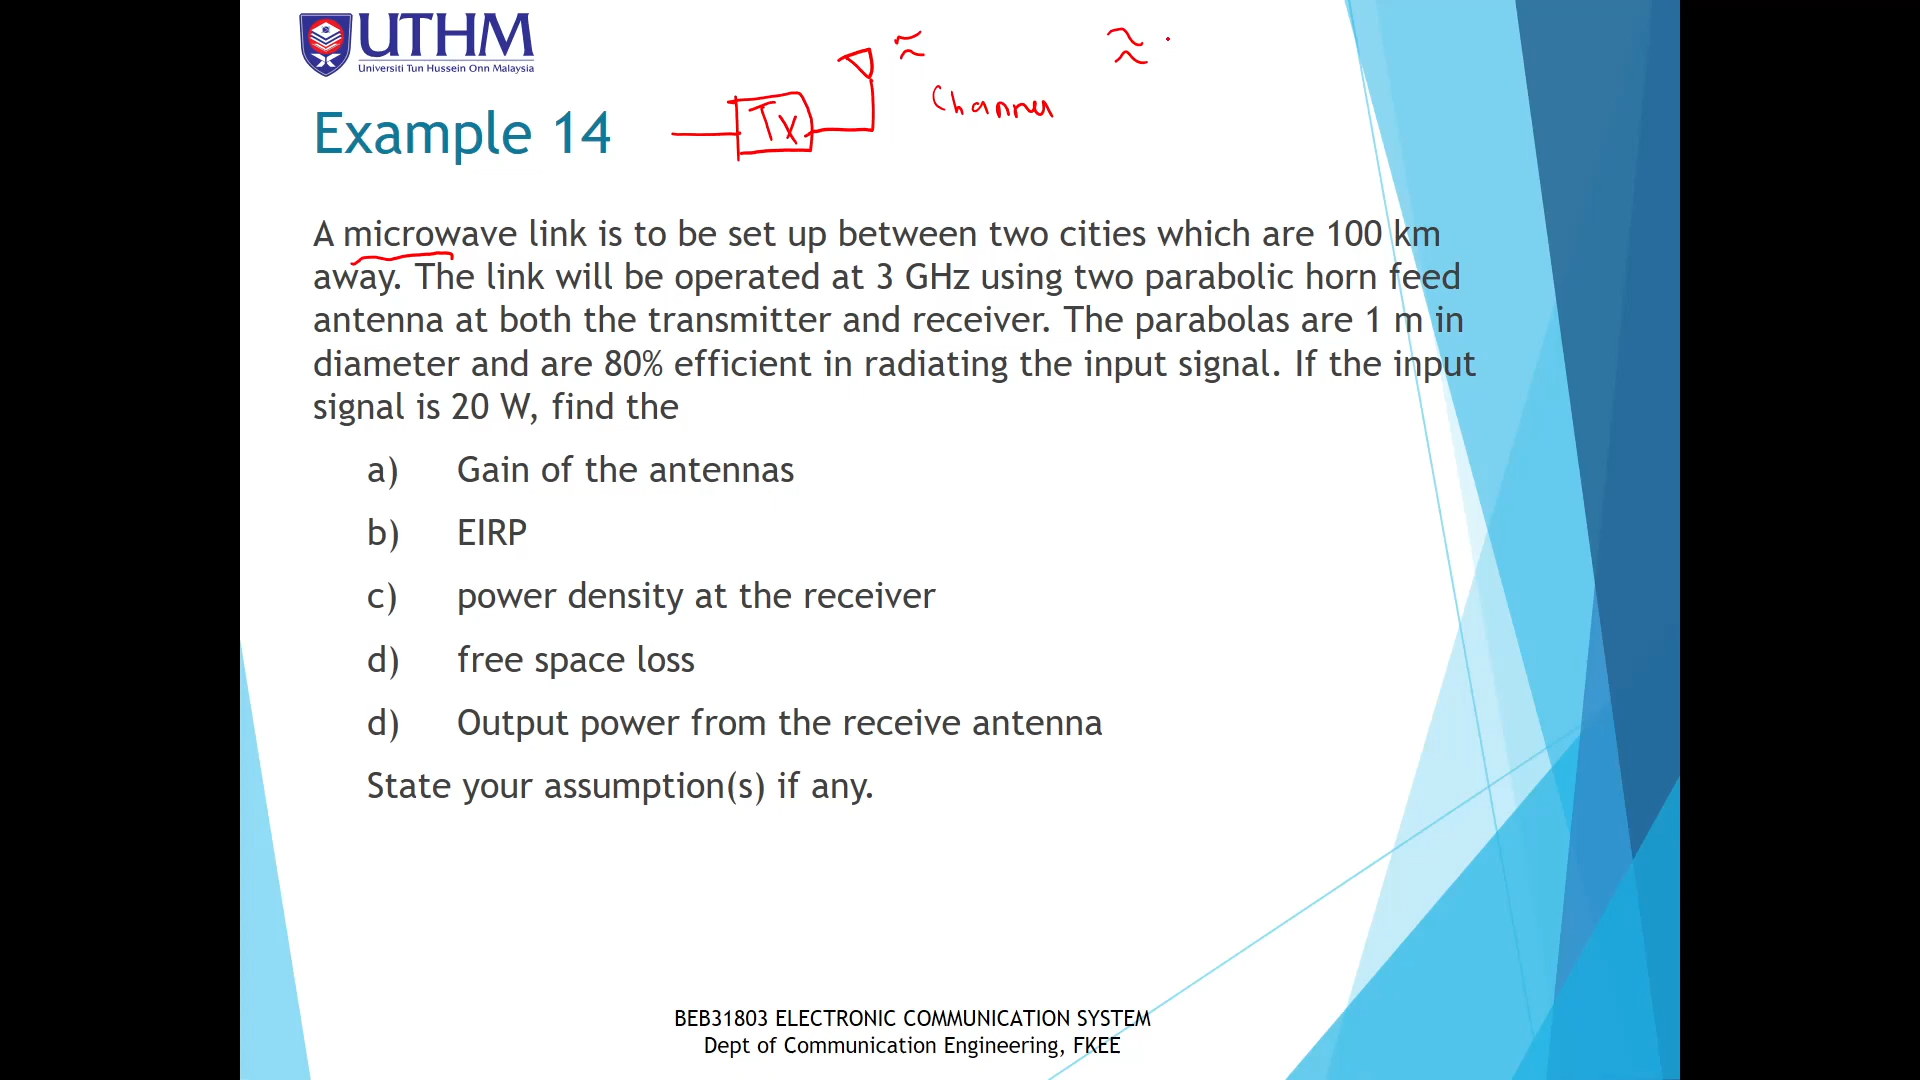 UTHM
Universiti Tun Hussein Onn Malaysia
Tx
Channel
Example 14
A microwave link is to be set up between two cities which are 100 km
away. The link will be operated at 3 GHz using two parabolic horn feed
antenna at both the transmitter and receiver. The parabolas are 1 m in
diameter and are 80% efficient in radiating the input signal. If the input
signal is 20 W, find the
a) Gain of the antennas
b) EIRP
c) power density at the receiver
d) free space loss
d) Output power from the receive antenna
State your assumption(s) if any.
BEB31803 ELECTRONIC COMMUNICATION SYSTEM
Dept of Communication Engineering, FKEE